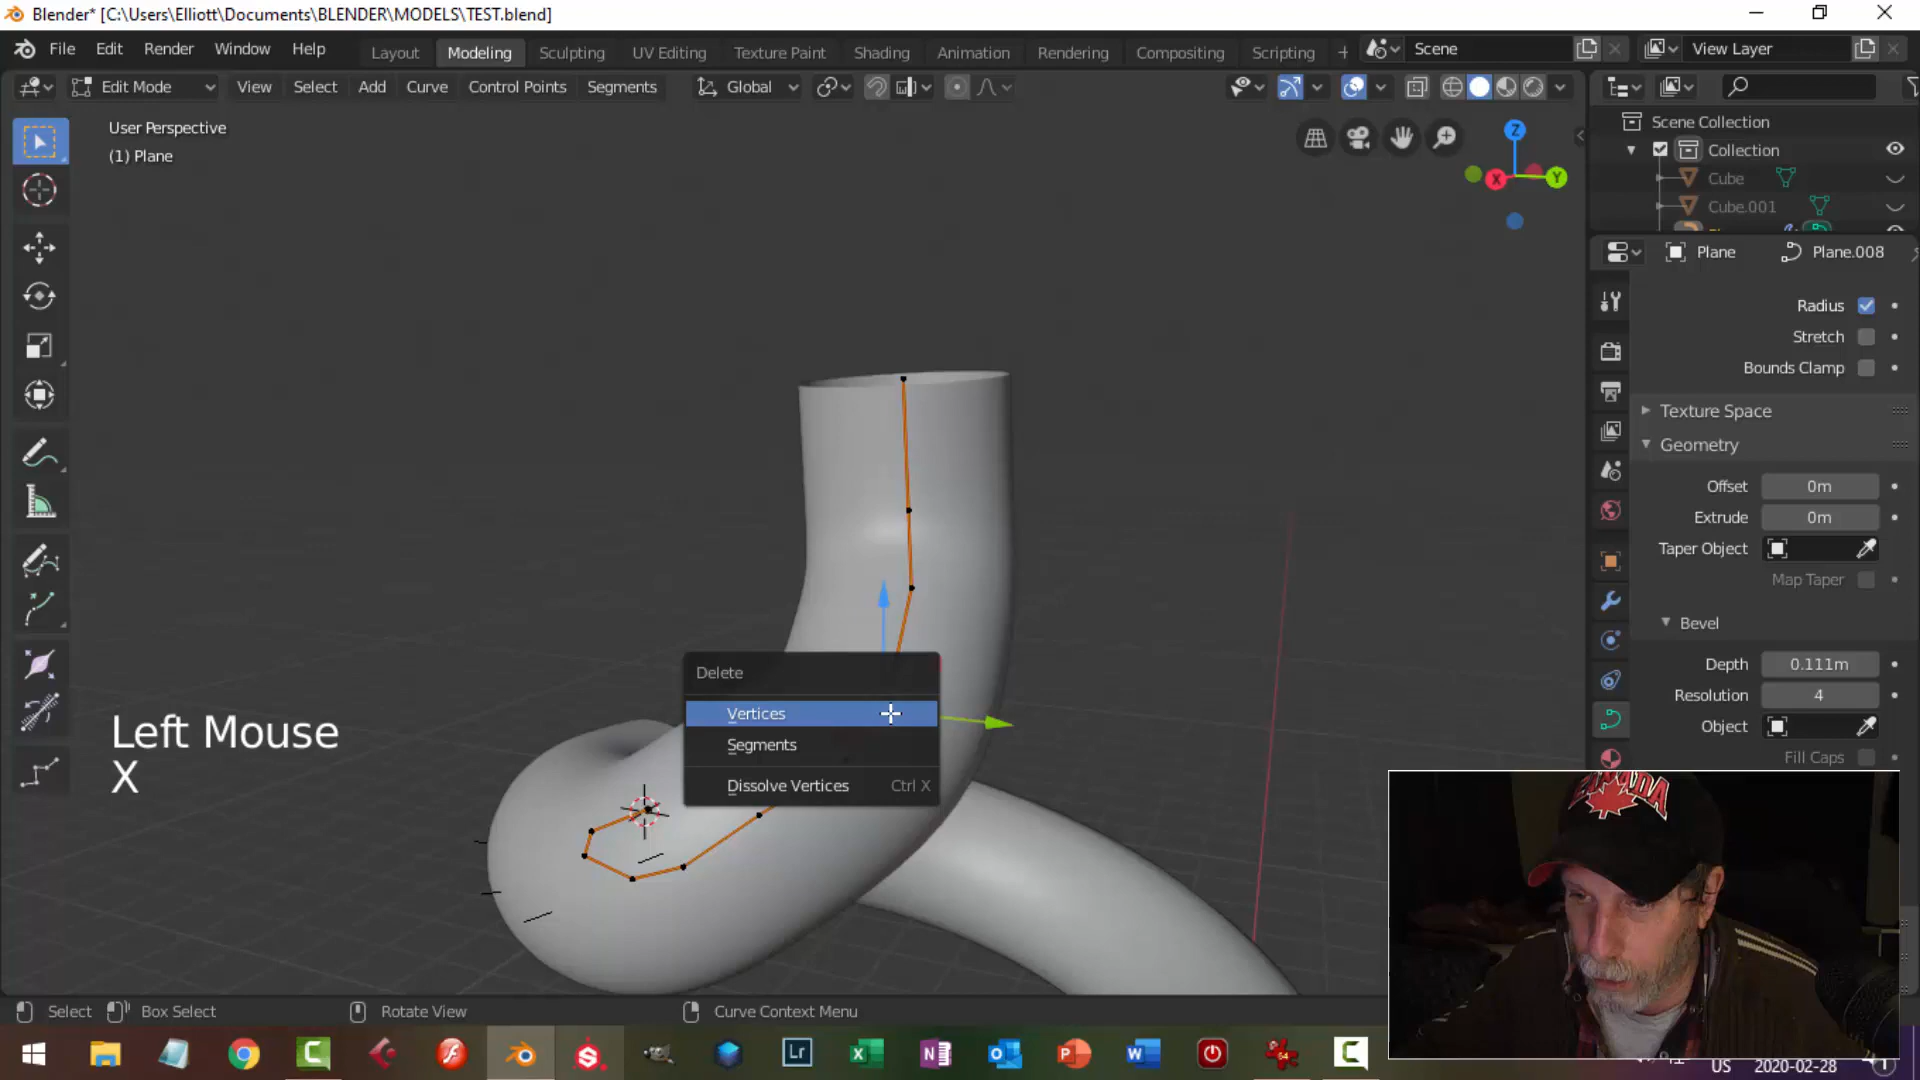 Blender* [C:\Users\Elliott\Documents\BLENDER\MODELS\TEST.blend]
File Edit Render Window Help
Layout Modeling Sculpting UV Editing Texture Paint Shading Animation Rendering Compositing Scripting +
Scene
View Layer
Edit Mode View Select Add Curve Control Points Segments
Global
User Perspective
(1) Plane
Z
X
Y
Scene Collection
Collection
Cube
Cube.001
Plane
Plane.008
Radius
Stretch
Bounds Clamp
Texture Space
Geometry
Offset 0m
Extrude 0m
Taper Object
Map Taper
Bevel
Depth 0.111m
Resolution 4
Object
Fill Caps
Delete
Vertices
Segments
Dissolve Vertices Ctrl X
Left Mouse
X
Select
Box Select
Rotate View
Curve Context Menu
Lr
US
2020-02-28